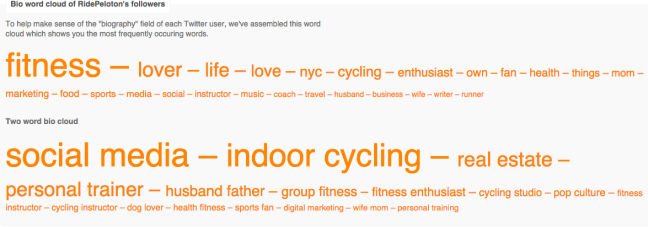 Bio word cloud of RidePeloton's followers
To help make sense of the "biography" field of each Twitter user, we've assembled this word
cloud which shows you the most frequently occuring words.
fitness – lover – life – love – nyc – cycling – enthusiast – own – fan – health – things – mom –
marketing – food – sports – media – social – instructor – music – coach – travel – husband – business – wife – writer – runner
Two word bio cloud
social media – indoor cycling – real estate –
personal trainer – husband father – group fitness – fitness enthusiast – cycling studio – pop culture – fitness
instructor – cycling instructor – dog lover – health fitness – sports fan – digital marketing – wife mom – personal training